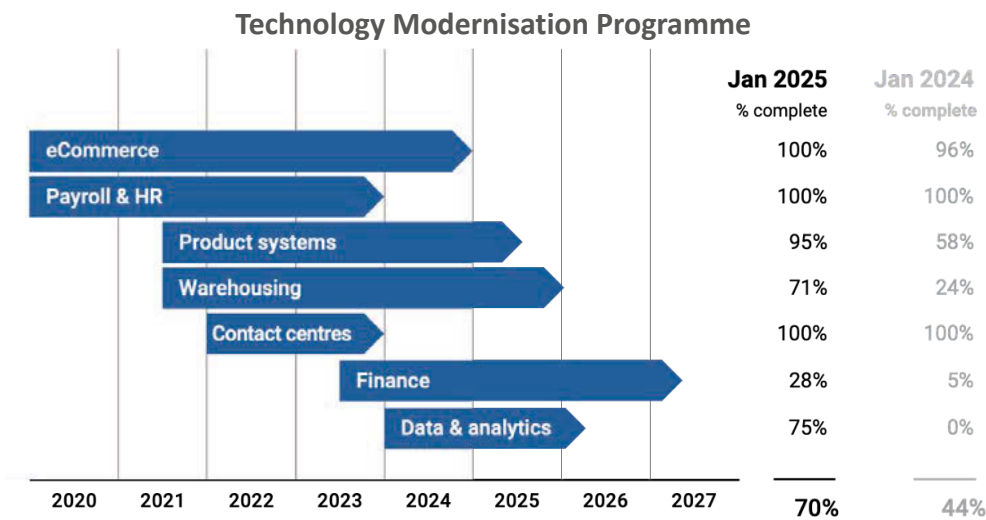 Technology Modernisation Programme
Jan 2025 Jan 2024
% complete % complete
eCommerce 100% 96%
Payroll & HR 100% 100%
Product systems 95% 58%
Warehousing 71% 24%
Contact centres 100% 100%
Finance 28% 5%
Data & analytics 75% 0%
2020 2021 2022 2023 2024 2025 2026 2027 70% 44%